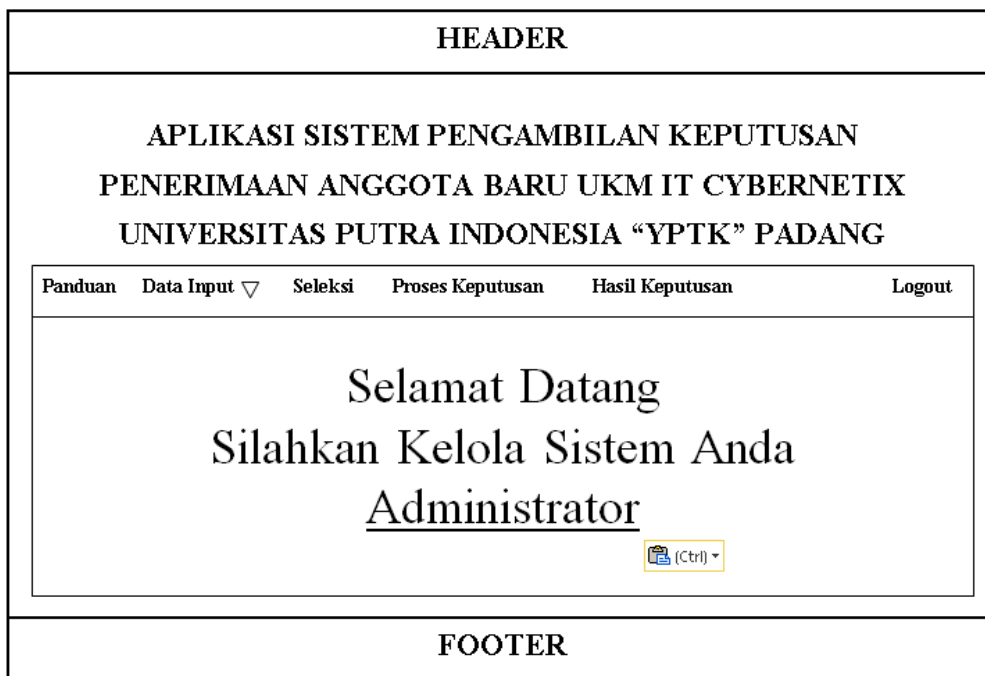 HEADER
APLIKASI SISTEM PENGAMBILAN KEPUTUSAN
PENERIMAAN ANGGOTA BARU UKM IT CYBERNETIX
UNIVERSITAS PUTRA INDONESIA “YPTK” PADANG
Panduan Data Input Seleksi Proses Keputusan Hasil Keputusan Logout
Selamat Datang
Silahkan Kelola Sistem Anda
Administrator
(Ctrl)
FOOTER